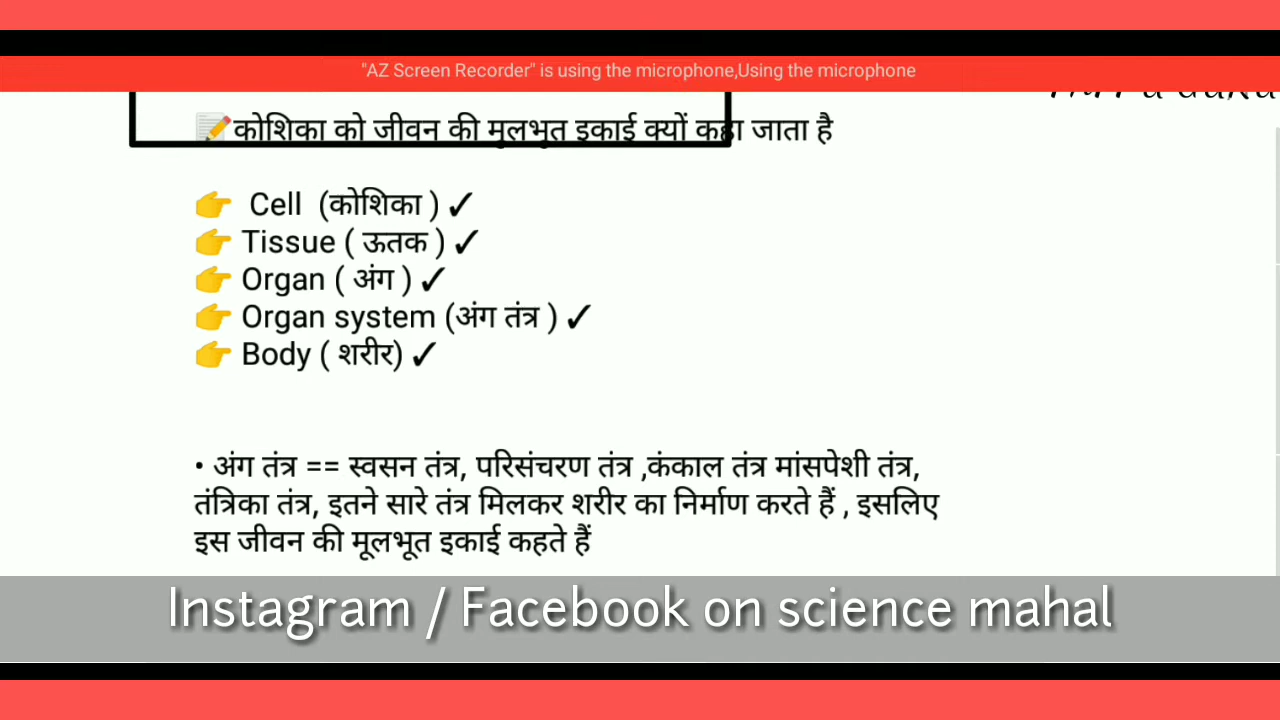 "AZ Screen Recorder" is using the microphone,Using the microphone
📝कोशिका को जीवन की मूलभूत इकाई क्यों कहा जाता है
👉 Cell (कोशिका ) ✓
👉 Tissue ( ऊतक ) ✓
👉 Organ ( अंग ) ✓
👉 Organ system (अंग तंत्र ) ✓
👉 Body ( शरीर) ✓
• अंग तंत्र == स्वसन तंत्र, परिसंचरण तंत्र ,कंकाल तंत्र मांसपेशी तंत्र,
तंत्रिका तंत्र, इतने सारे तंत्र मिलकर शरीर का निर्माण करते हैं , इसलिए
इस जीवन की मूलभूत इकाई कहते हैं
Instagram / Facebook on science mahal